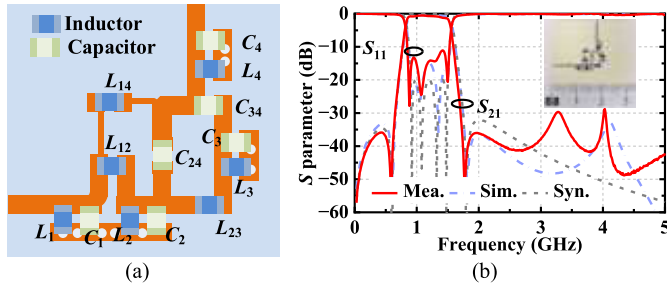 Inductor
Capacitor
C4
L4
L14
C34
C3
L12
C24
L3
L1
C1
L2
C2
L23
(a)
S parameter (dB)
0
−10
−20
−30
−40
−50
−60
S11
S21
Mea. Sim. Syn.
0 1 2 3 4 5
Frequency (GHz)
(b)